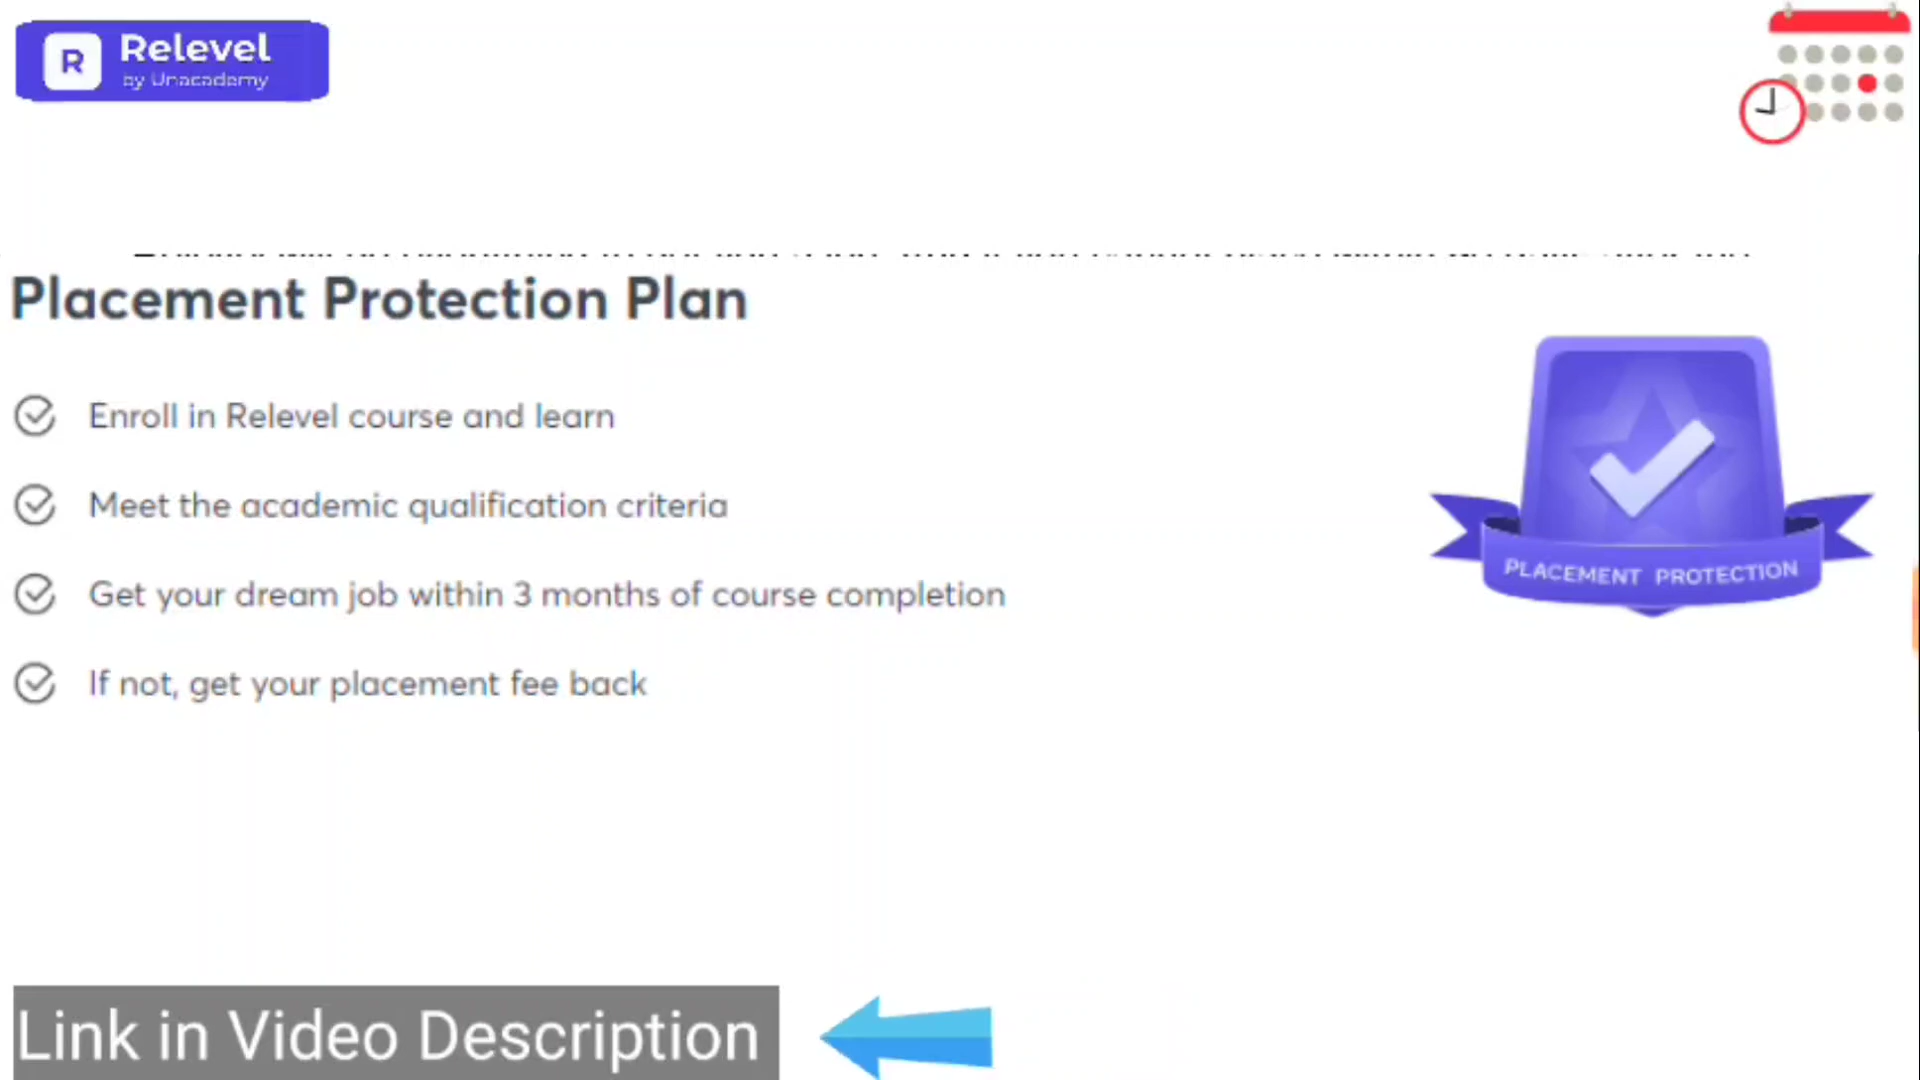 R
Relevel
by Unacademy
Placement Protection Plan
Enroll in Relevel course and learn
Meet the academic qualification criteria
Get your dream job within 3 months of course completion
If not, get your placement fee back
PLACEMENT PROTECTION
Link in Video Description